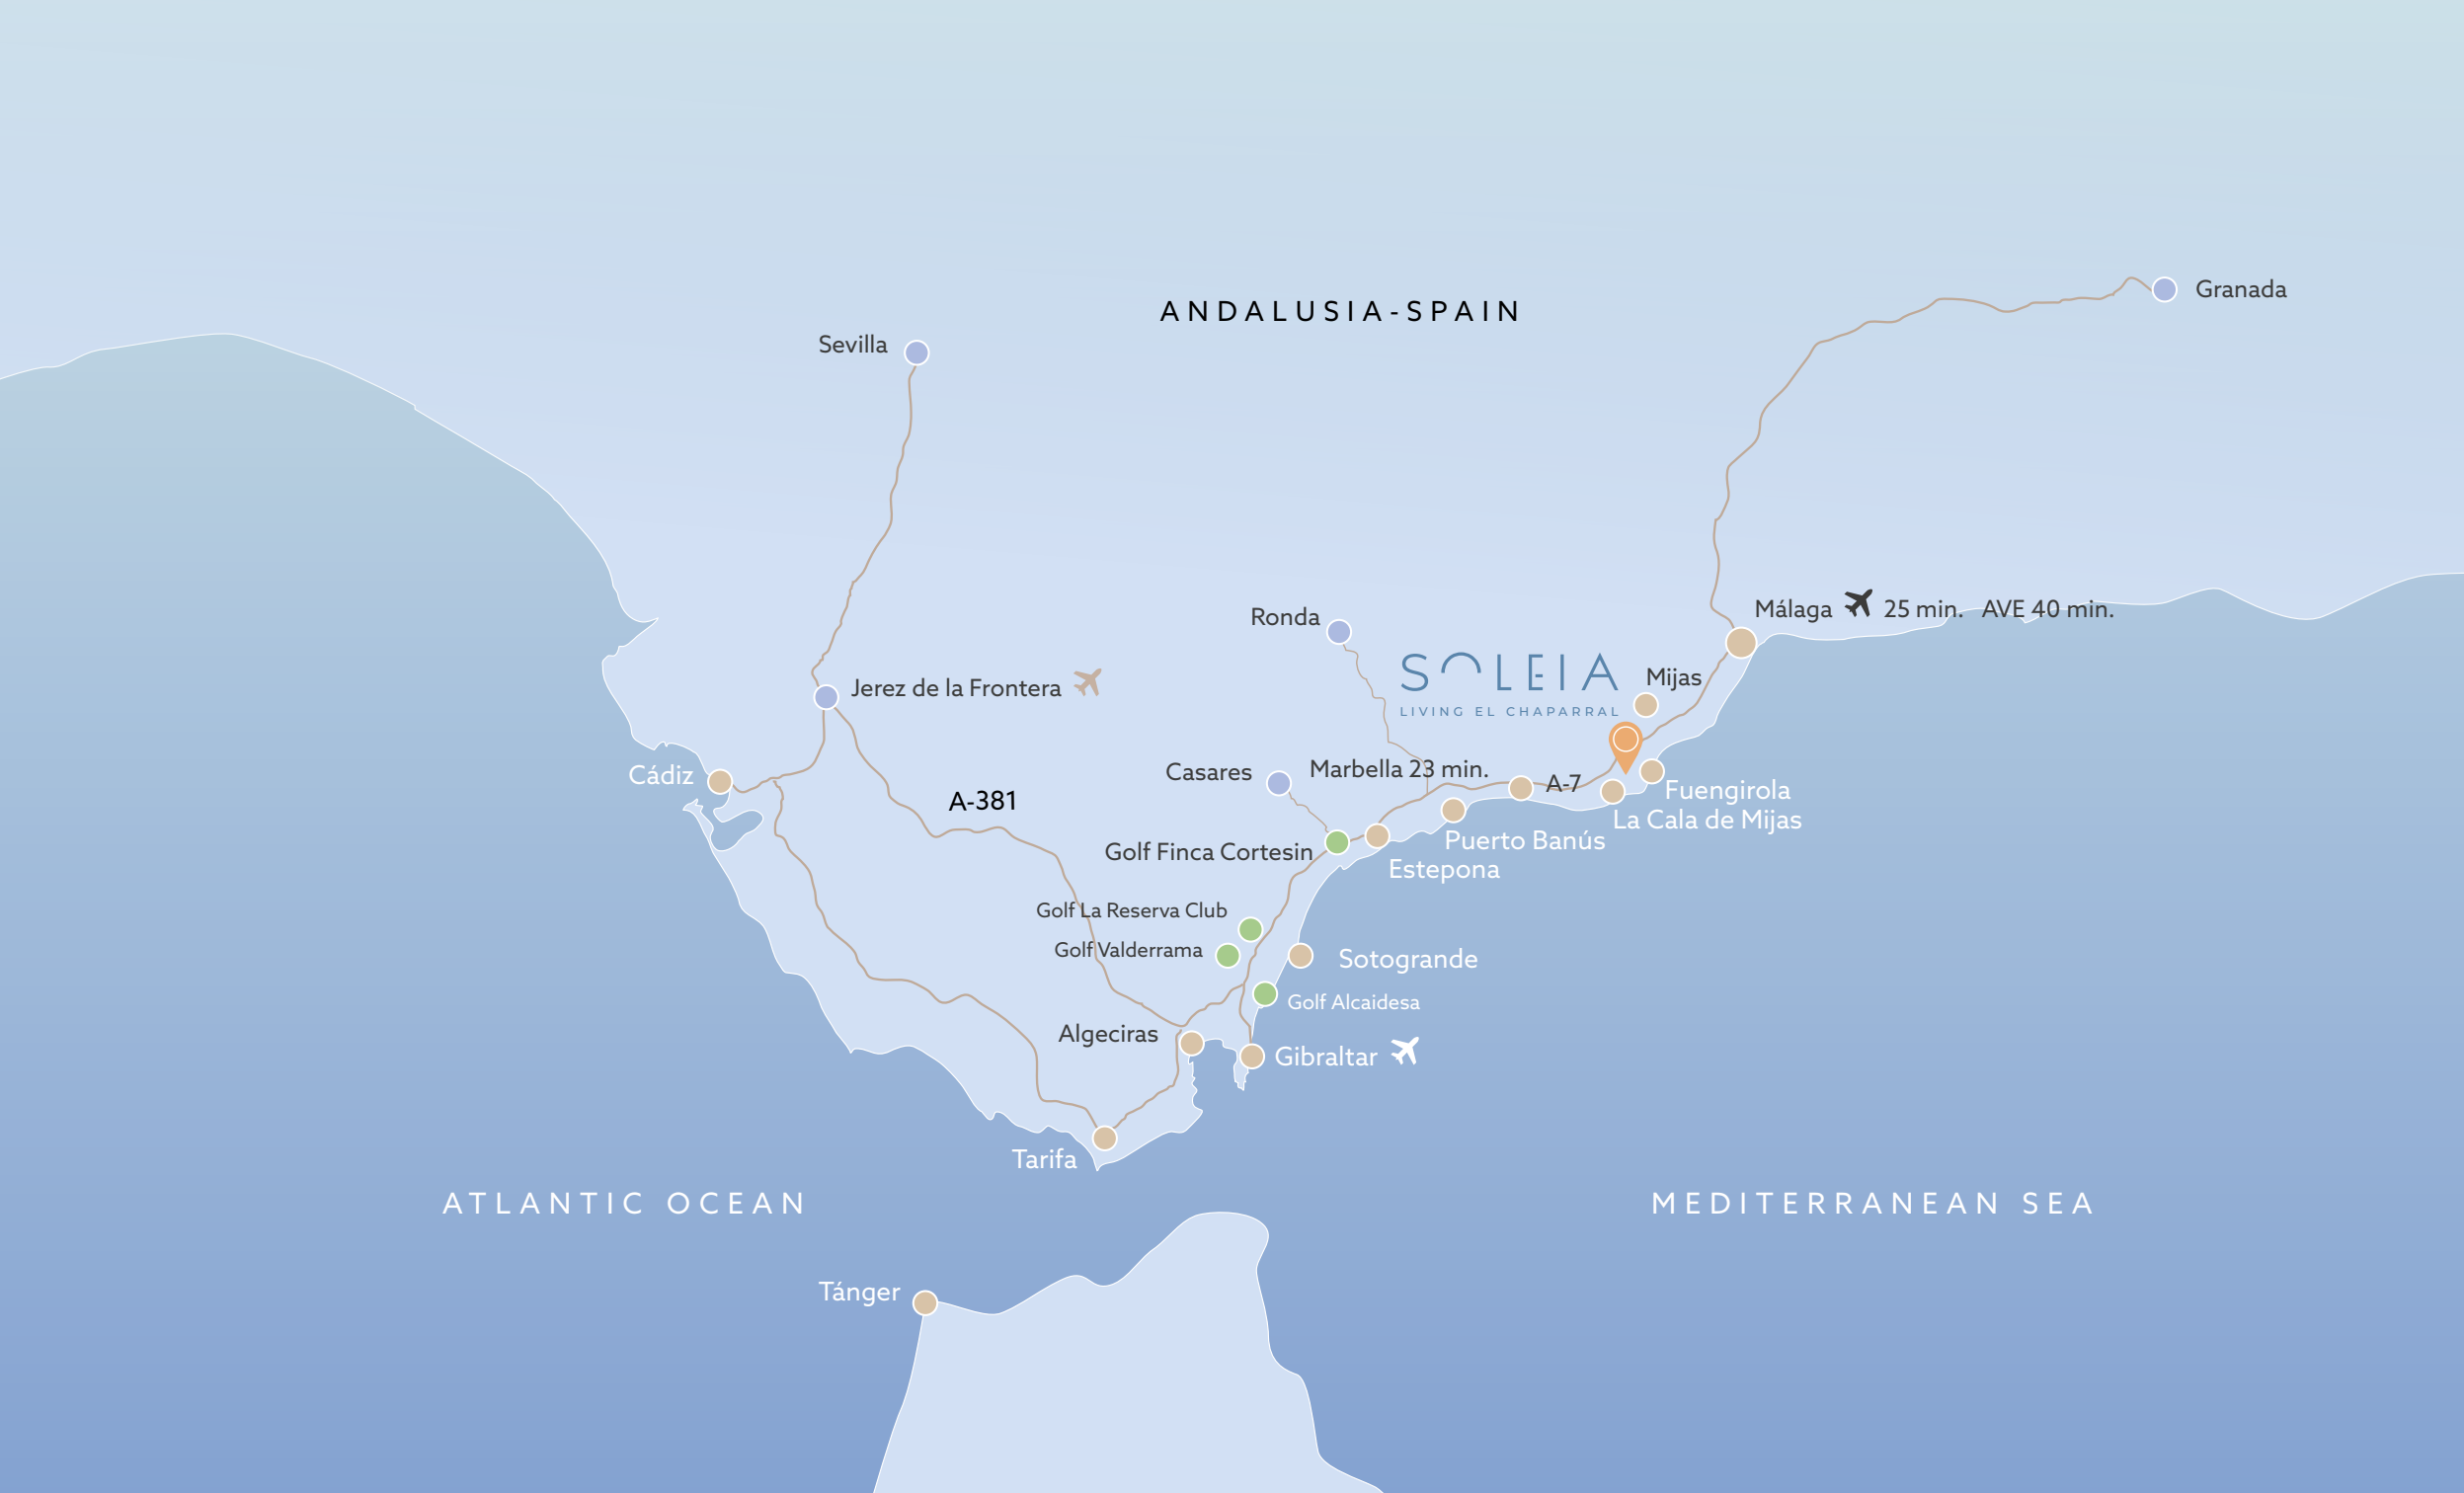 Granada
ANDALUSIA-SPAIN
Sevilla
Málaga 25 min. AVE 40 min.
Ronda
SOLEIA
LIVING EL CHAPARRAL
Mijas
Jerez de la Frontera
Cádiz
Casares
Marbella 23 min.
A-7
Fuengirola
A-381
La Cala de Mijas
Puerto Banús
Golf Finca Cortesin
Estepona
Golf La Reserva Club
Golf Valderrama
Sotogrande
Golf Alcaidesa
Algeciras
Gibraltar
Tarifa
ATLANTIC OCEAN
MEDITERRANEAN SEA
Tánger